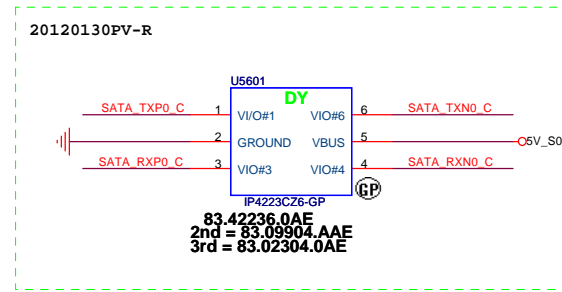 20120130PV-R
U5601
DY
SATA_TXP0_C 1 VI/O#1 VIO#6 6 SATA_TXN0_C
2 GROUND VBUS 5 5V_S0
SATA_RXP0_C 3 VIO#3 VIO#4 4 SATA_RXN0_C
GP
IP4223CZ6-GP
83.42236.0AE
2nd = 83.09904.AAE
3rd = 83.02304.0AE